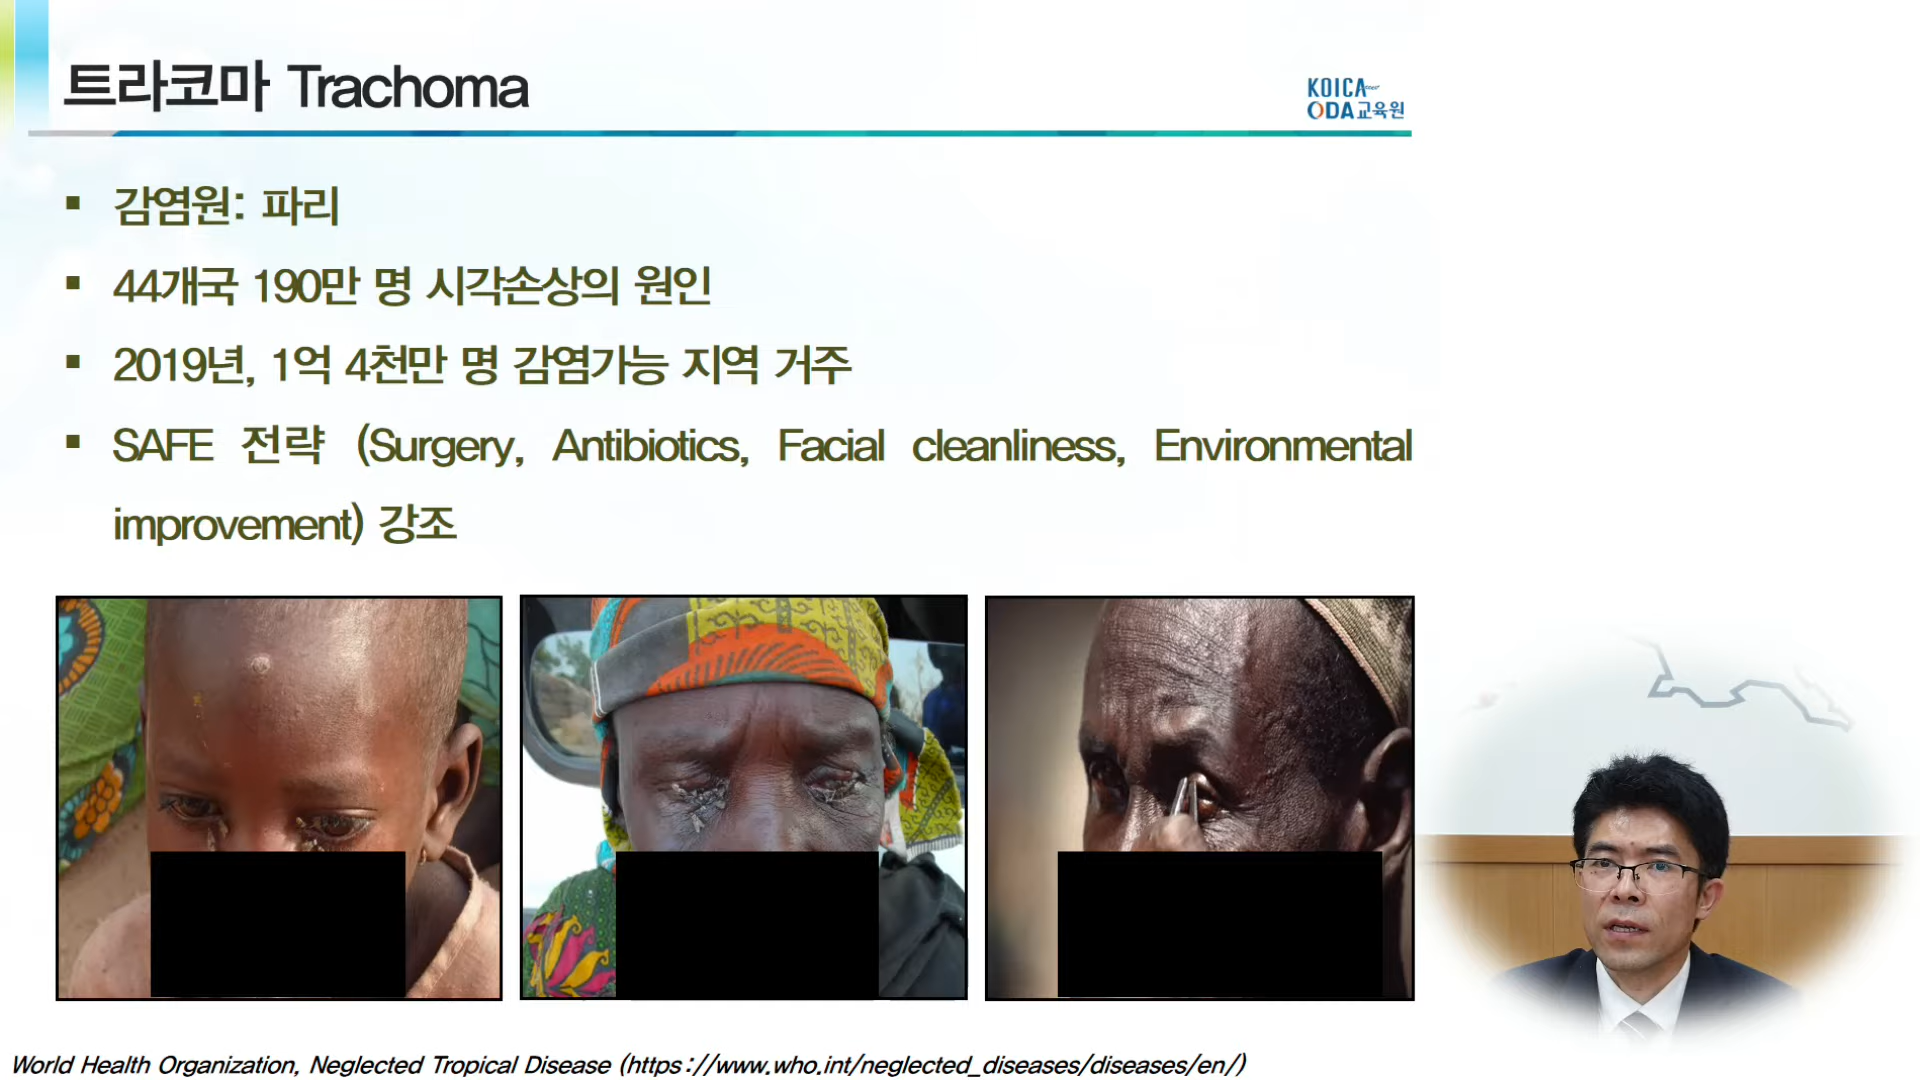 트라코마 Trachoma
KOICA
ODA교육원
▪ 감염원: 파리
▪ 44개국 190만 명 시각손상의 원인
▪ 2019년, 1억 4천만 명 감염가능 지역 거주
▪ SAFE 전략 (Surgery, Antibiotics, Facial cleanliness, Environmental
improvement) 강조
World Health Organization, Neglected Tropical Disease (https://www.who.int/neglected_diseases/diseases/en/)